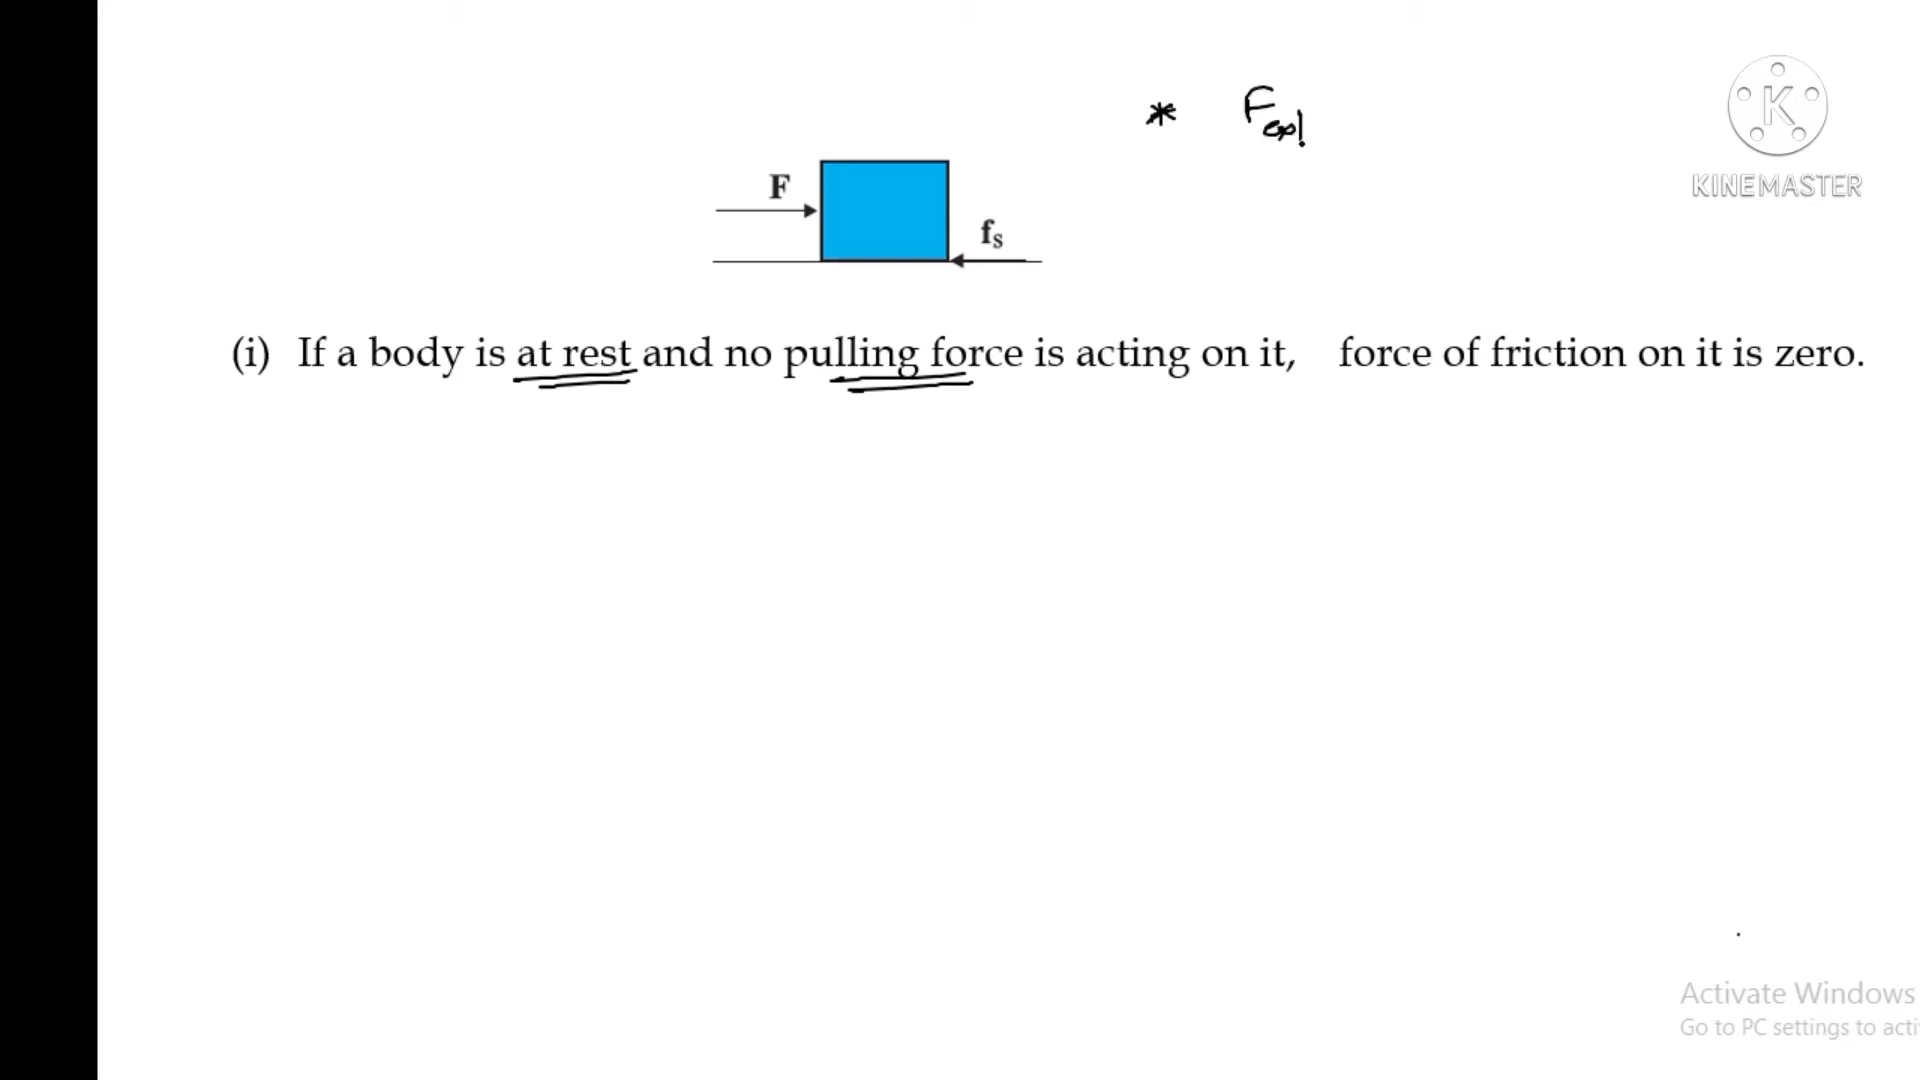 * F
KINEMASTER
F
fs
(i) If a body is at rest and no pulling force is acting on it, force of friction on it is zero.
Activate Windows
Go to PC settings to acti